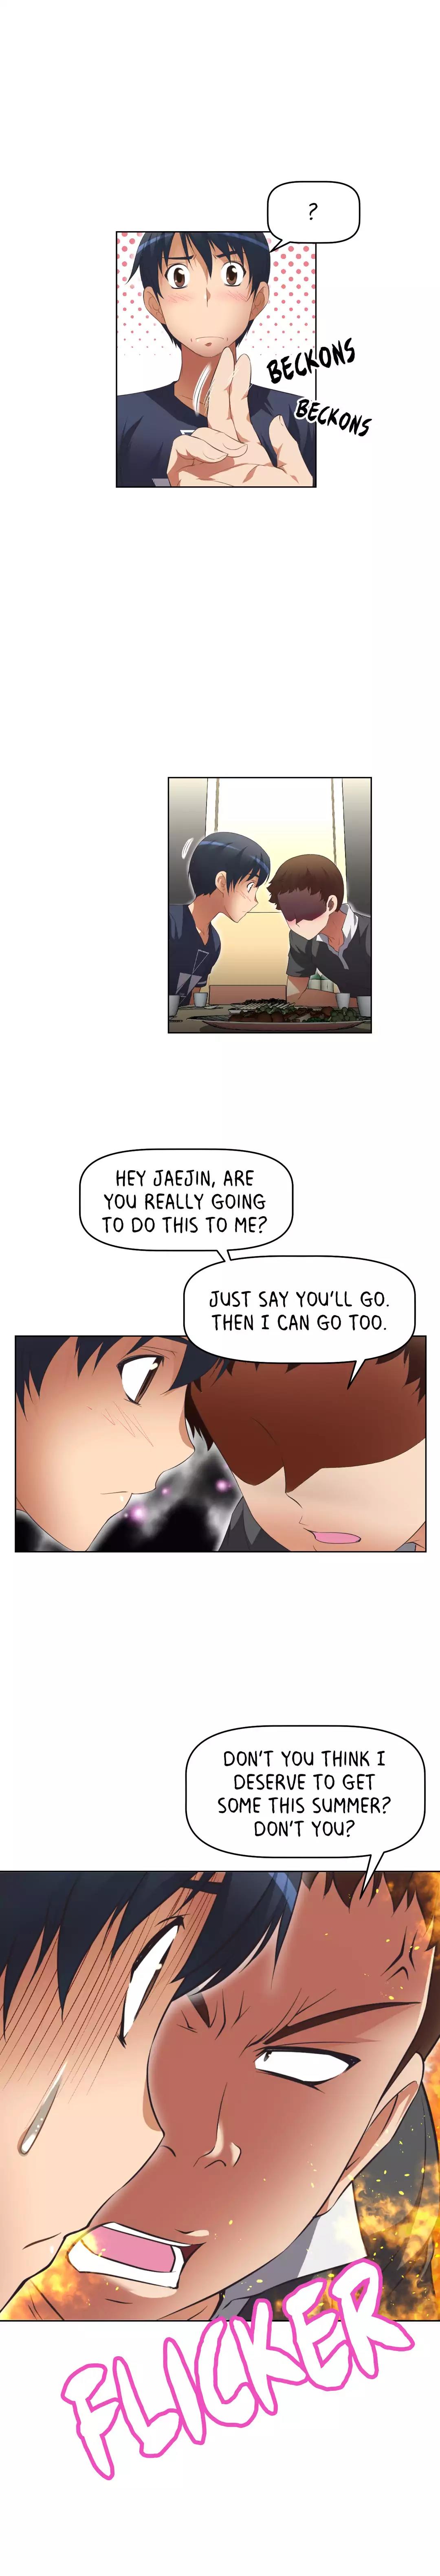 ?
BECKONS
BECKONS
HEY JAEJIN, ARE
YOU REALLY GOING
TO DO THIS TO ME?
JUST SAY YOU'LL GO.
THEN I CAN GO TOO.
DON'T YOU THINK I
DESERVE TO GET
SOME THIS SUMMER?
DON'T YOU?
FLICKER